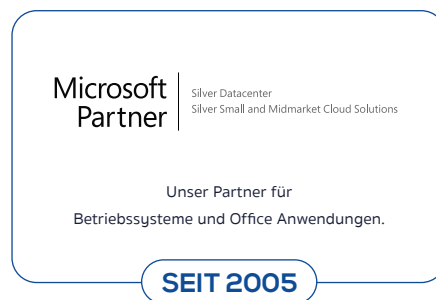 Microsoft
Partner
Silver Datacenter
Silver Small and Midmarket Cloud Solutions
Unser Partner für
Betriebssysteme und Office Anwendungen.
SEIT 2005